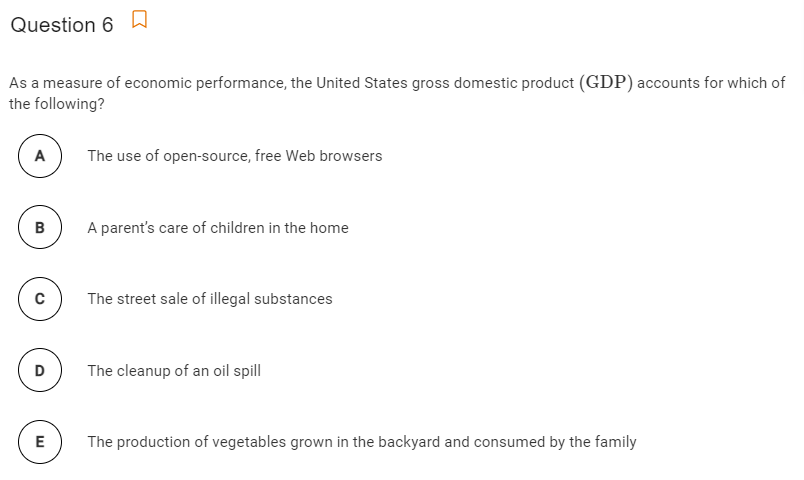 Question 6
As a measure of economic performance, the United States gross domestic product (GDP) accounts for which of
the following?
A The use of open-source, free Web browsers
B A parent's care of children in the home
C The street sale of illegal substances
D The cleanup of an oil spill
E The production of vegetables grown in the backyard and consumed by the family